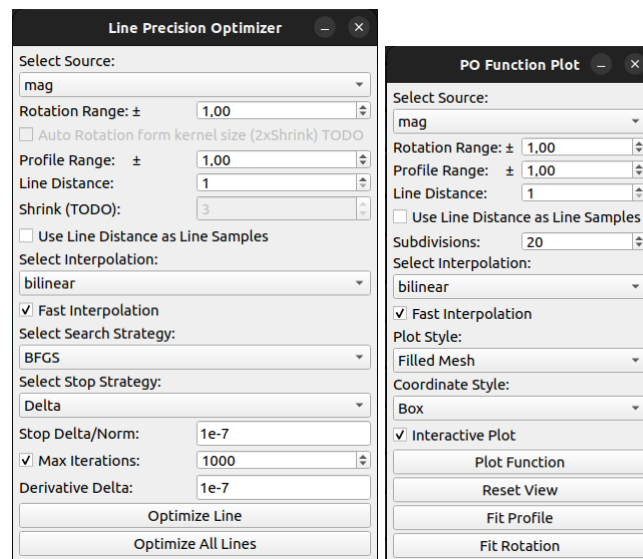 Line Precision Optimizer
Select Source:
mag
Rotation Range: ± 1,00
Auto Rotation form kernel size (2xShrink) TODO
Profile Range: ± 1,00
Line Distance: 1
Shrink (TODO): 3
Use Line Distance as Line Samples
Select Interpolation:
bilinear
Fast Interpolation
Select Search Strategy:
BFGS
Select Stop Strategy:
Delta
Stop Delta/Norm: 1e-7
Max Iterations: 1000
Derivative Delta: 1e-7
Optimize Line
Optimize All Lines
PO Function Plot
Select Source:
mag
Rotation Range: ± 1,00
Profile Range: ± 1,00
Line Distance: 1
Use Line Distance as Line Samples
Subdivisions: 20
Select Interpolation:
bilinear
Fast Interpolation
Plot Style:
Filled Mesh
Coordinate Style:
Box
Interactive Plot
Plot Function
Reset View
Fit Profile
Fit Rotation